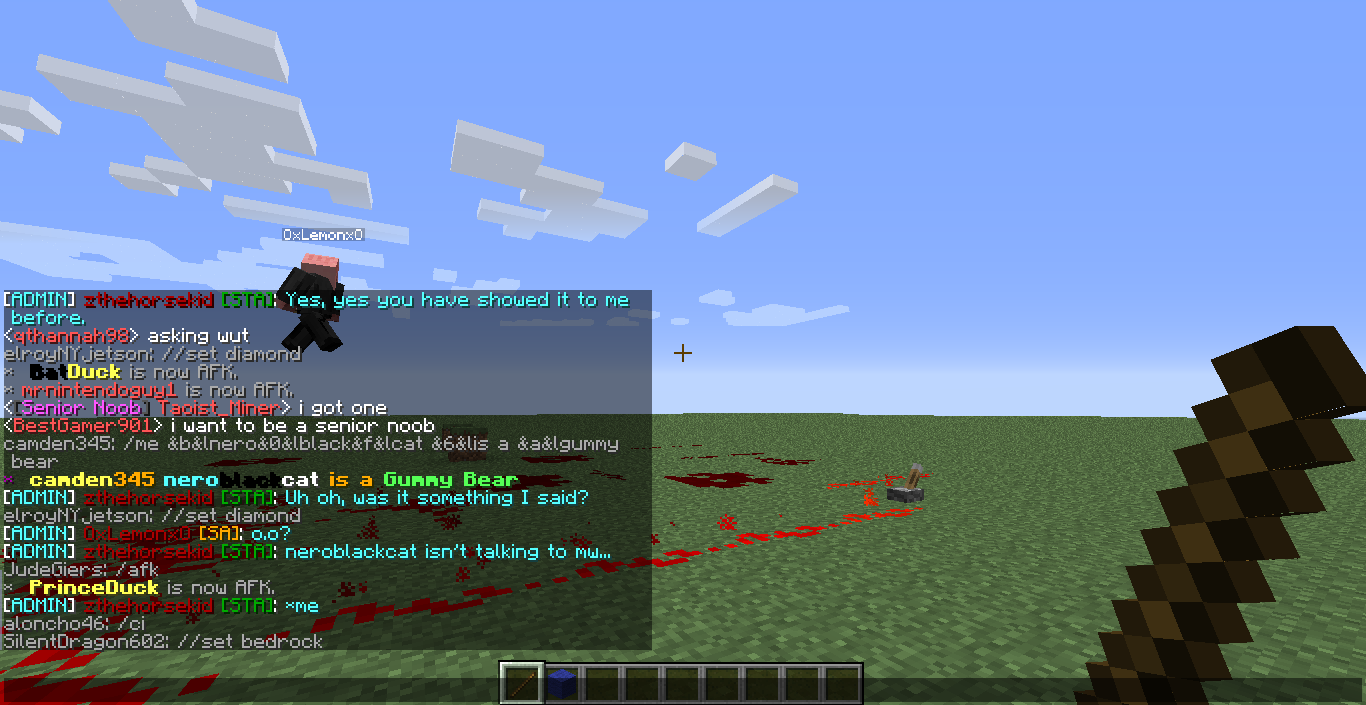 0xLemonx0
[ADMIN] zthehorsekid [STA]: Yes, yes you have showed it to me
before.
<qthannah98> asking wut
elroyNYjetson: //set diamond
* BatDuck is now AFK.
* mrnintendoguy1 is now AFK.
<[Senior Noob] Taoist_Miner> i got one
<BestGamer901> i want to be a senior noob
camden345: /me &b&lnero&0&lblack&f&lcat &6&lis a &a&lgummy
bear
* camden345 neroblackcat is a Gummy Bear
[ADMIN] zthehorsekid [STA]: Uh oh, was it something I said?
elroyNYjetson: //set diamond
[ADMIN] 0xLemonx0 [SA]: o.o?
[ADMIN] zthehorsekid [STA]: neroblackcat isn't talking to mw...
JudeGiers: /afk
* PrinceDuck is now AFK.
[ADMIN] zthehorsekid [STA]: *me
aloncho46: /ci
SilentDragon602: //set bedrock